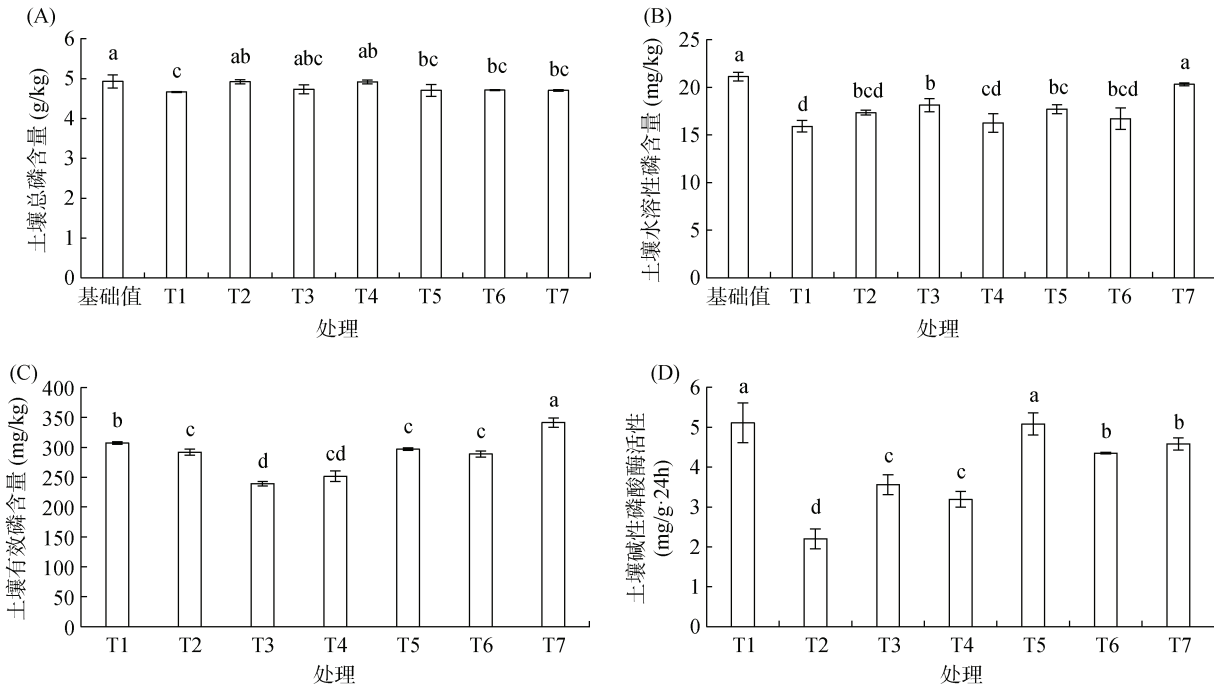 (A)
土壤总磷含量 (g/kg)
6
5
4
3
2
1
0
a c ab abc ab bc bc bc
基础值 T1 T2 T3 T4 T5 T6 T7
处理
(B)
土壤水溶性磷含量 (mg/kg)
25
20
15
10
5
0
a d bcd b cd bc bcd a
基础值 T1 T2 T3 T4 T5 T6 T7
处理
(C)
土壤有效磷含量 (mg/kg)
400
350
300
250
200
150
100
50
0
b c d cd c c a
T1 T2 T3 T4 T5 T6 T7
处理
(D)
土壤碱性磷酸酶活性
(mg/g·24h)
6
5
4
3
2
1
0
a d c c a b b
T1 T2 T3 T4 T5 T6 T7
处理